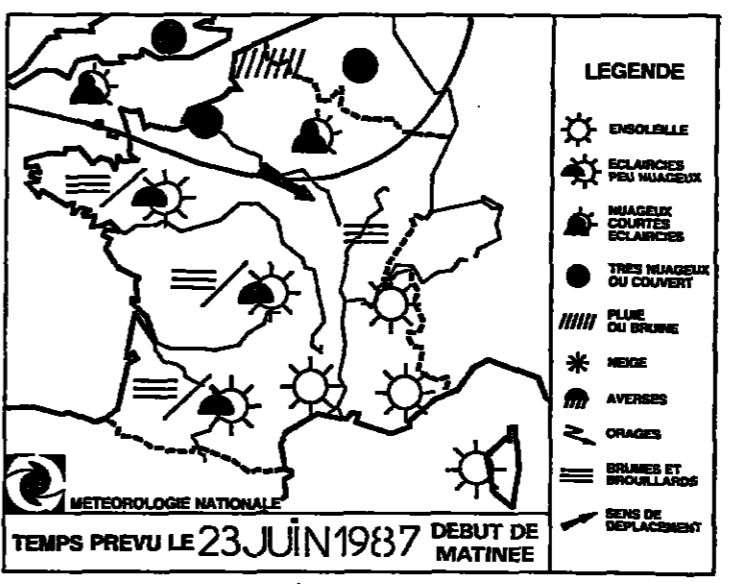 LEGENDE
ENSOLEILLE
ECLAIRCIES
PEU NUAGEUX
NUAGEUX
COURTES
ECLAIRCIES
TRES NUAGEUX
OU COUVERT
PLUIE
OU BRUINE
NEIGE
AVERSES
ORAGES
BRUMES ET
BROUILLARDS
SENS DE
DEPLACEMENT
METEOROLOGIE NATIONALE
TEMPS PREVU LE 23 JUIN 1987 DEBUT DE
MATINEE